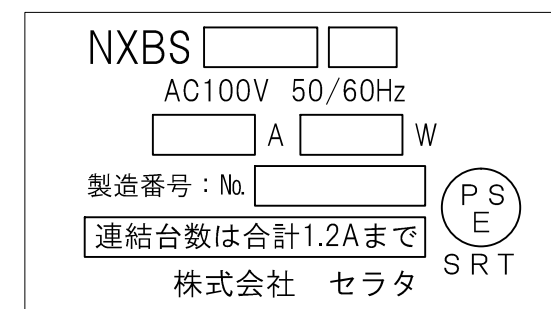 NXBS
AC100V 50/60Hz
A W
製造番号：№
連結台数は合計1.2Aまで
株式会社 セラタ
PS
E
SRT